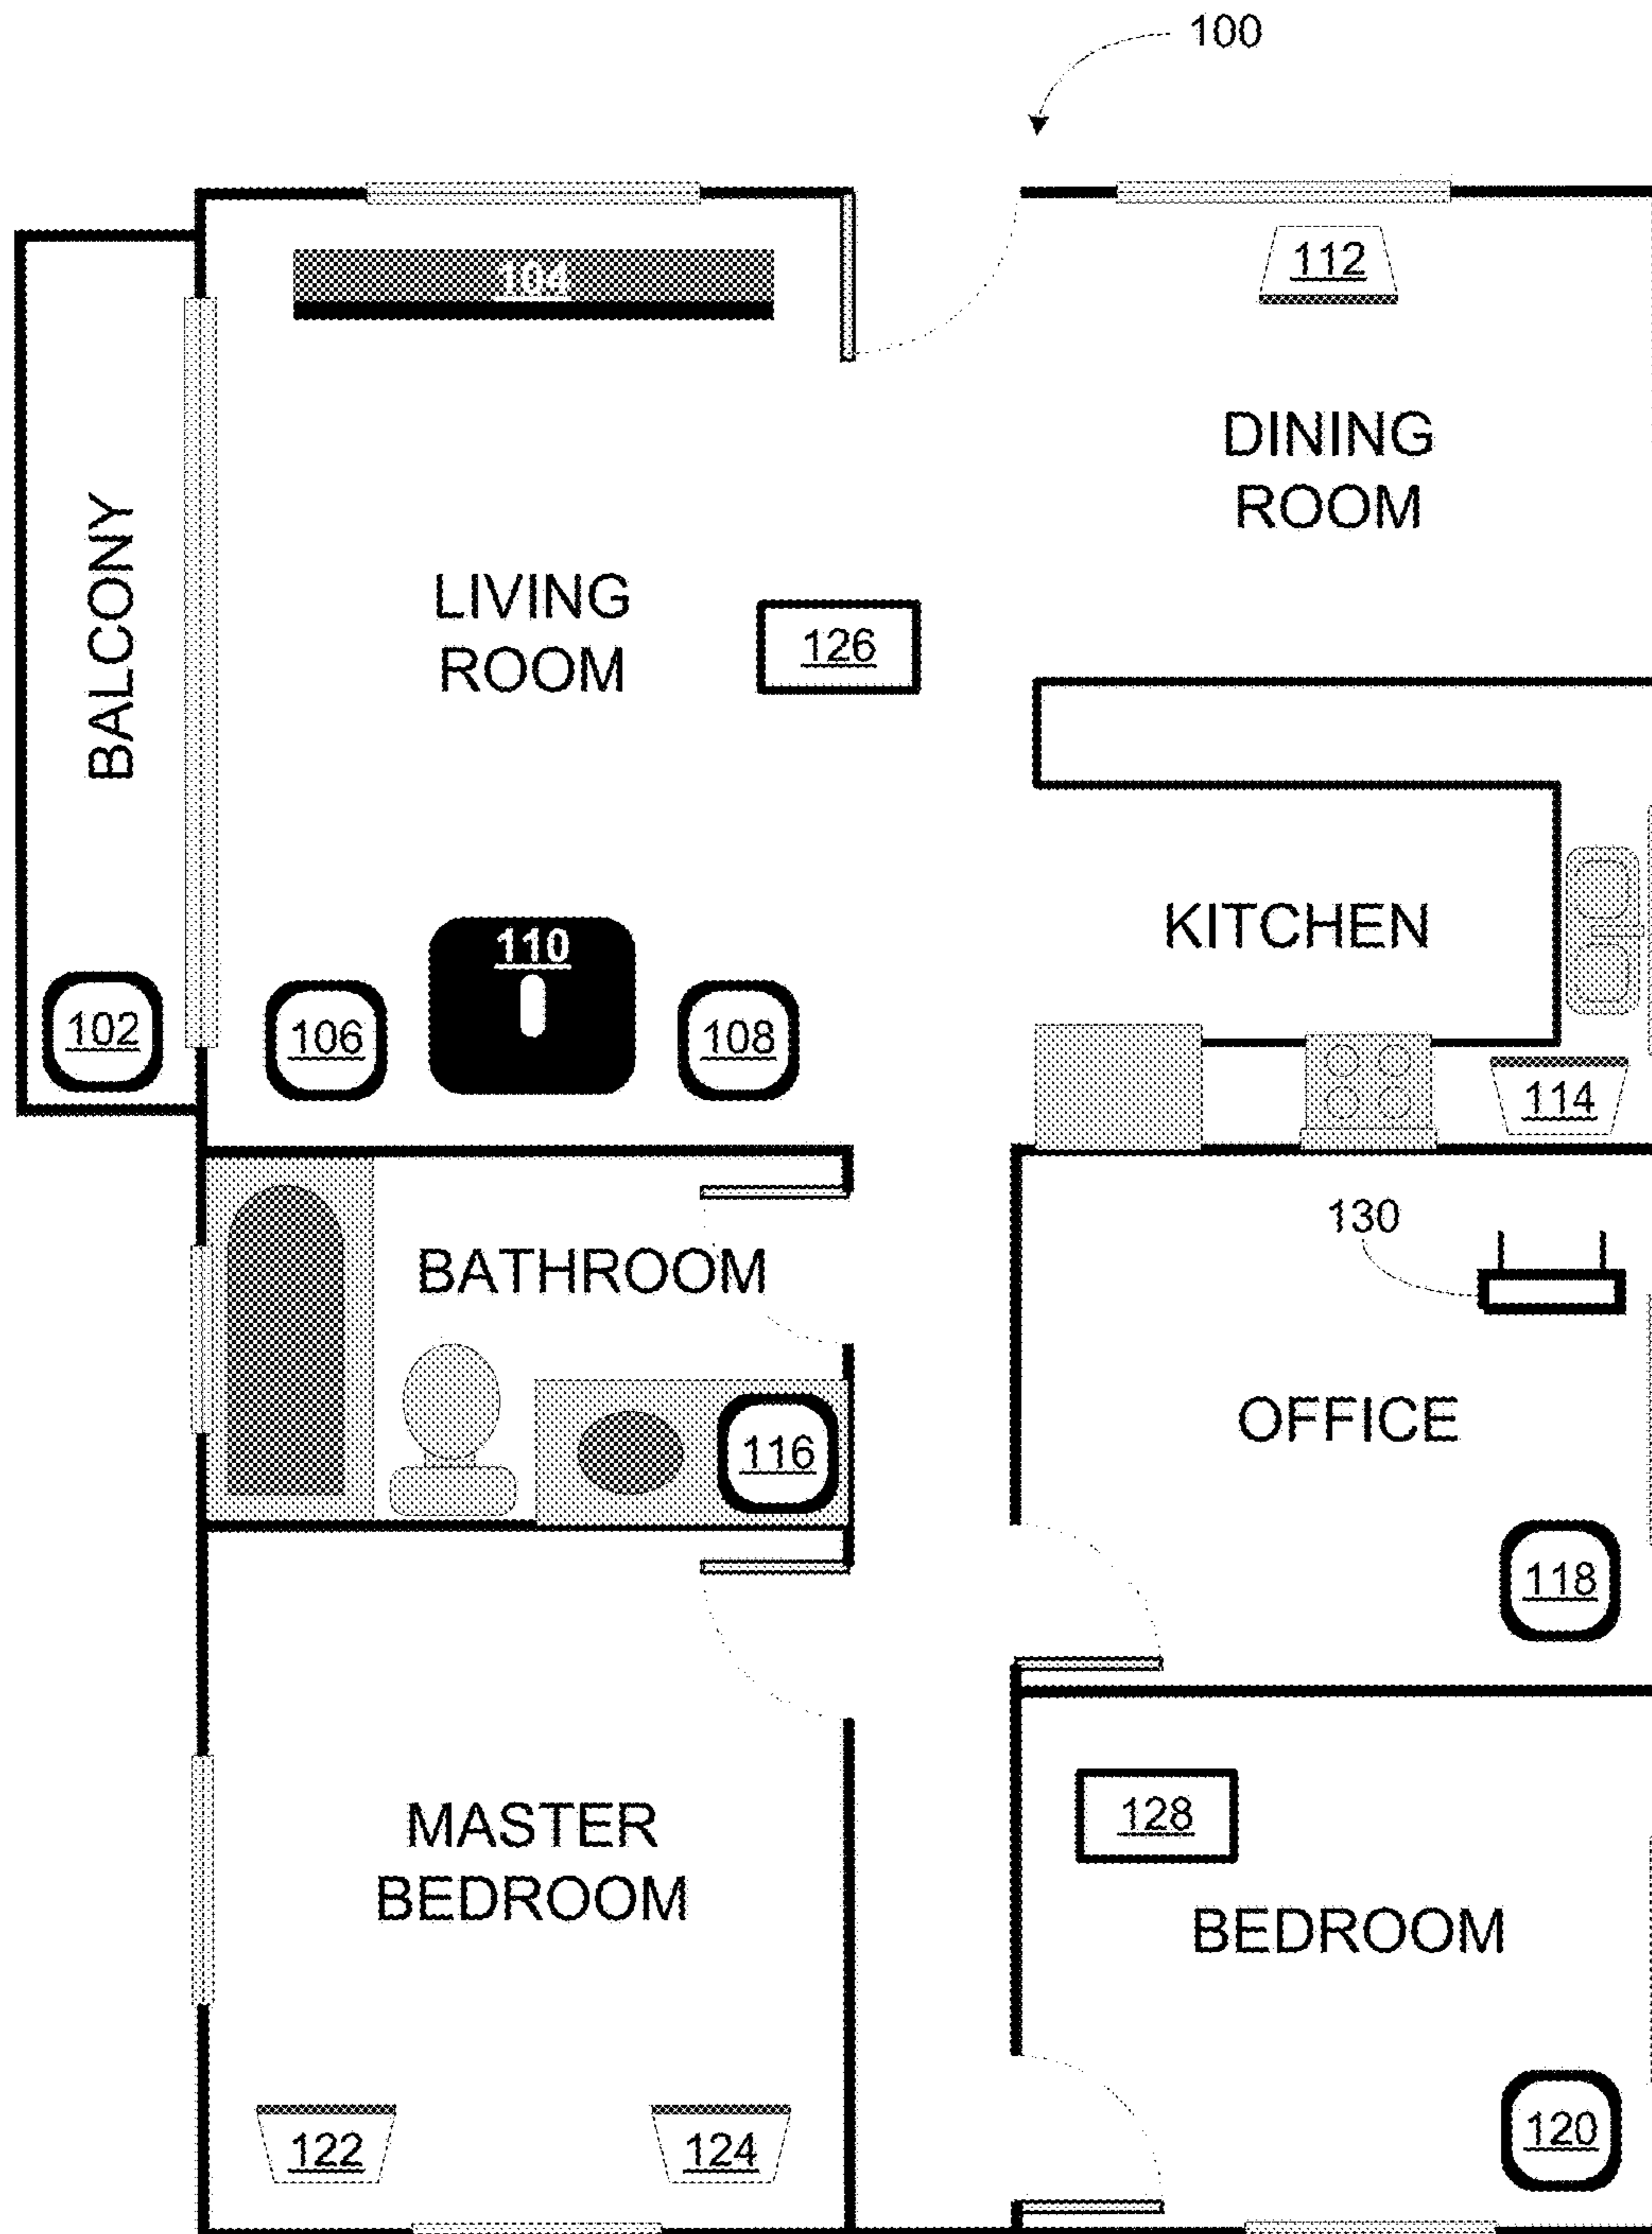 100
104
112
DINING
ROOM
BALCONY
LIVING
ROOM
126
KITCHEN
110
102
106
108
114
130
BATHROOM
OFFICE
116
118
128
MASTER
BEDROOM
BEDROOM
122
124
120